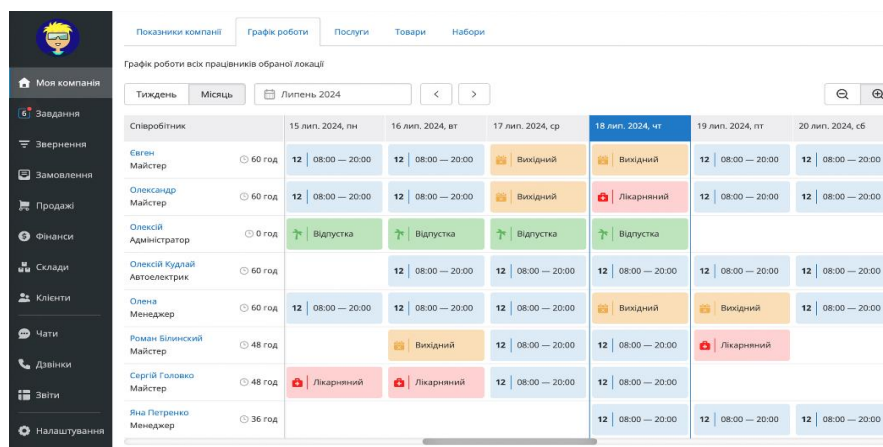 Показники компанії Графік роботи Послуги Товари Набори
Графік роботи всіх працівників обраної локації
Моя компанія
6 Завдання
Звернення
Замовлення
Продажі
Фінанси
Склади
Клієнти
Чати
Дзвінки
Звіти
Налаштування
Тиждень Місяць Липень 2024
Співробітник 15 лип. 2024, пн 16 лип. 2024, вт 17 лип. 2024, ср 18 лип. 2024, чт 19 лип. 2024, пт 20 лип. 2024, сб
Євген 60 год 12 08:00 — 20:00 12 08:00 — 20:00 Вихідний Вихідний 12 08:00 — 20:00 12 08:00 — 20:00
Майстер
Олександр 60 год 12 08:00 — 20:00 12 08:00 — 20:00 Вихідний Лікарняний 12 08:00 — 20:00 12 08:00 — 20:00
Майстер
Олексій 0 год Відпустка Відпустка Відпустка Відпустка
Адміністратор
Олексій Кудлай 60 год 12 08:00 — 20:00 12 08:00 — 20:00 12 08:00 — 20:00 12 08:00 — 20:00 12 08:00 — 20:00
Автоелектрик
Олена 60 год 12 08:00 — 20:00 12 08:00 — 20:00 12 08:00 — 20:00 Вихідний Вихідний 12 08:00 — 20:00
Менеджер
Роман Білинский 48 год Вихідний 12 08:00 — 20:00 12 08:00 — 20:00 Лікарняний
Майстер
Сергій Головко 48 год Лікарняний Лікарняний 12 08:00 — 20:00 12 08:00 — 20:00
Майстер
Яна Петренко 36 год 12 08:00 — 20:00 12 08:00 — 20:00 12 08:00 — 20:00
Менеджер